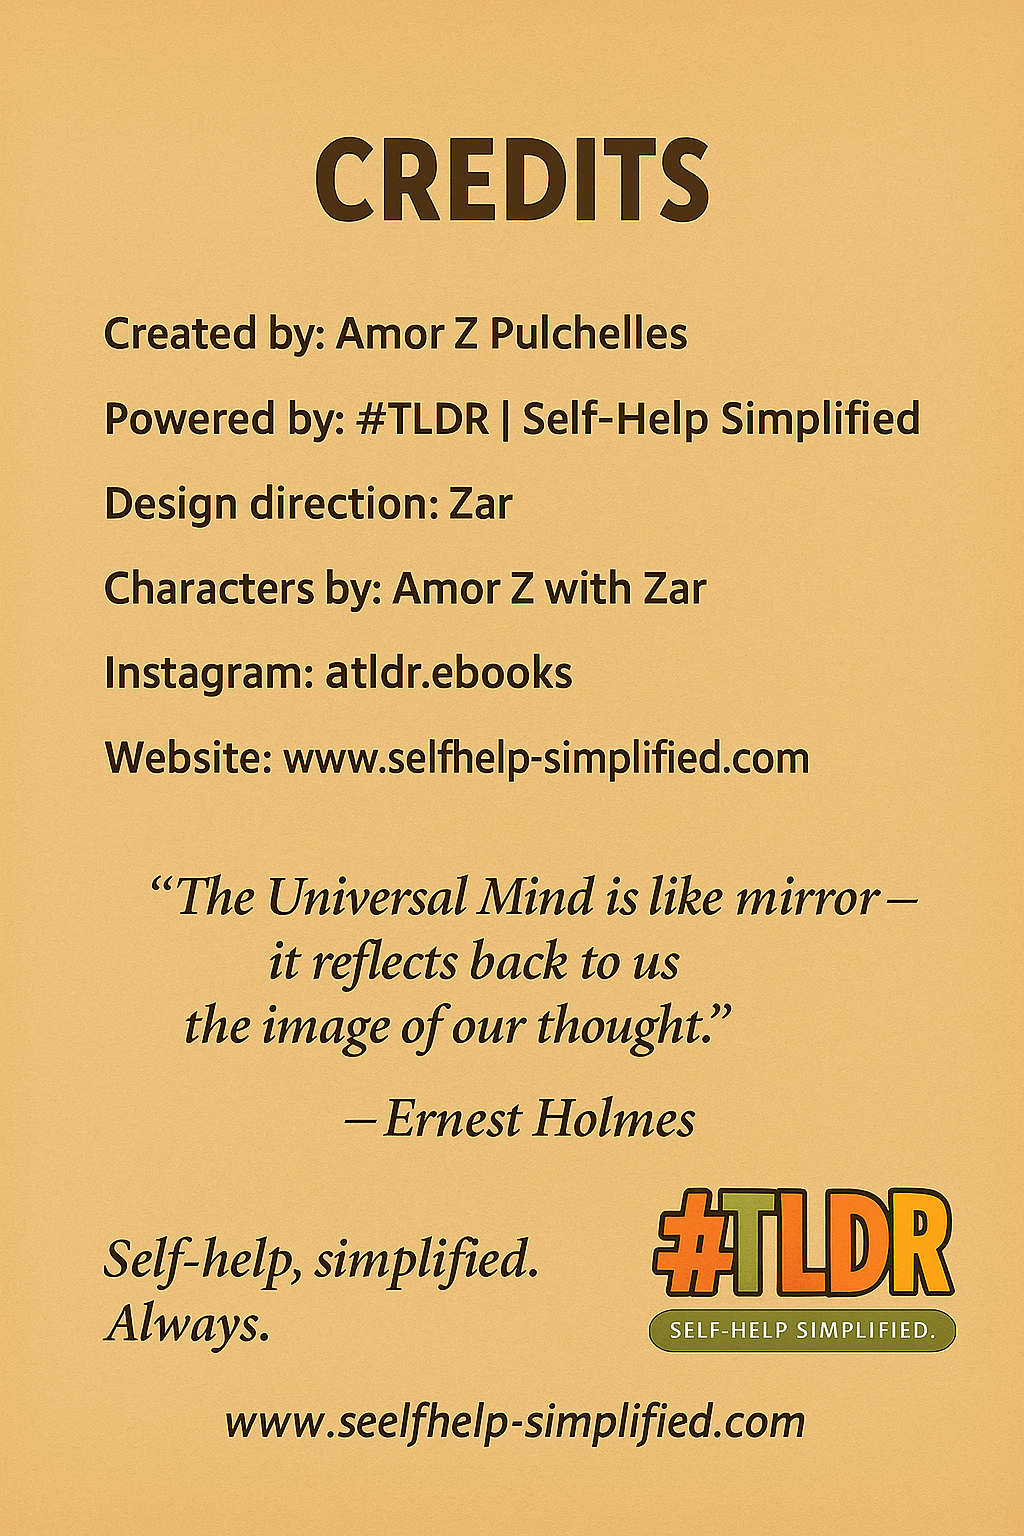 CREDITS
Created by: Amor Z Pulchelles
Powered by: #TLDR | Self-Help Simplified
Design direction: Zar
Characters by: Amor Z with Zar
Instagram: atldr.ebooks
Website: www.selfhelp-simplified.com
“The Universal Mind is like mirror—
it reflects back to us
the image of our thought.”
—Ernest Holmes
Self-help, simplified.
Always.
#TLDR
SELF-HELP SIMPLIFIED.
www.seelfhelp-simplified.com